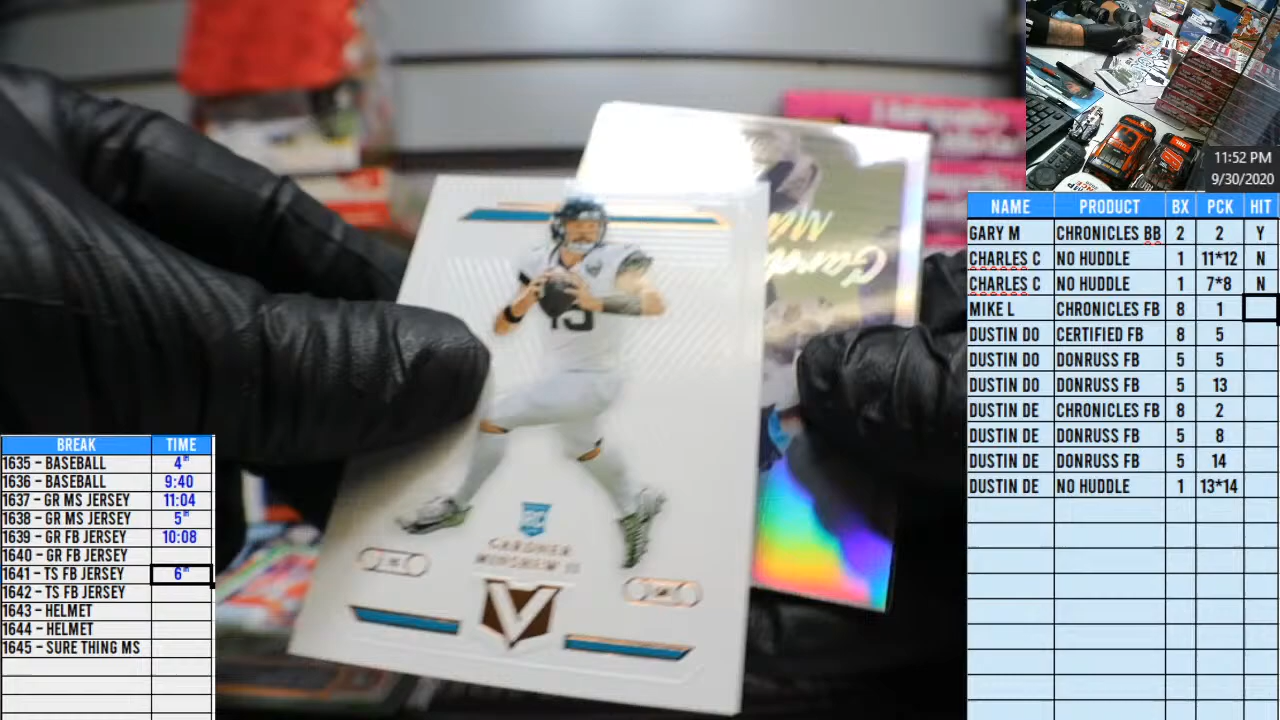 11:52 PM
9/30/2020
NAME PRODUCT BX PCK HIT
GARY M CHRONICLES BB 2 2 Y
CHARLES C NO HUDDLE 1 11*12 N
CHARLES C NO HUDDLE 1 7*8 N
MIKE L CHRONICLES FB 8 1
DUSTIN DO CERTIFIED FB 8 5
DUSTIN DO DONRUSS FB 5 5
DUSTIN DO DONRUSS FB 5 13
DUSTIN DE CHRONICLES FB 8 2
DUSTIN DE DONRUSS FB 5 8
DUSTIN DE DONRUSS FB 5 14
DUSTIN DE NO HUDDLE 1 13*14
15
RC
GARDNER
MINSHEW II
V
BREAK TIME
1635 - BASEBALL 4th
1636 - BASEBALL 9:40
1637 - GR MS JERSEY 11:04
1638 - GR MS JERSEY 5th
1639 - GR FB JERSEY 10:08
1640 - GR FB JERSEY
1641 - TS FB JERSEY 6th
1642 - TS FB JERSEY
1643 - HELMET
1644 - HELMET
1645 - SURE THING MS